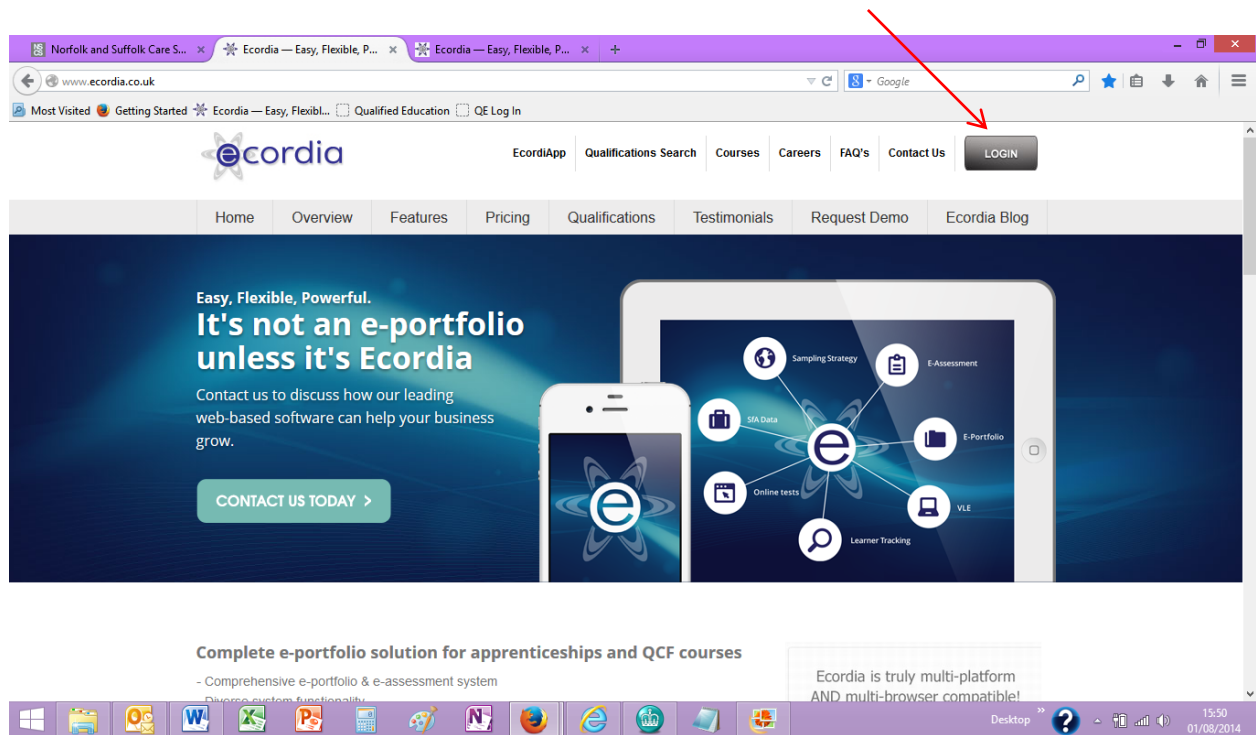 Norfolk and Suffolk Care S...
Ecordia — Easy, Flexible, P...
Ecordia — Easy, Flexible, P...
www.ecordia.co.uk
Google
Most Visited
Getting Started
Ecordia — Easy, Flexibl...
Qualified Education
QE Log In
ecordia
EcordiApp
Qualifications Search
Courses
Careers
FAQ's
Contact Us
LOGIN
Home
Overview
Features
Pricing
Qualifications
Testimonials
Request Demo
Ecordia Blog
Easy, Flexible, Powerful.
It's not an e-portfolio
unless it's Ecordia
Contact us to discuss how our leading
web-based software can help your business
grow.
CONTACT US TODAY >
Sampling Strategy
E-Assessment
SfA Data
E-Portfolio
Online tests
VLE
Learner Tracking
Complete e-portfolio solution for apprenticeships and QCF courses
- Comprehensive e-portfolio & e-assessment system
- Diverse system functionality
Ecordia is truly multi-platform
AND multi-browser compatible!
Desktop
15:50
01/08/2014